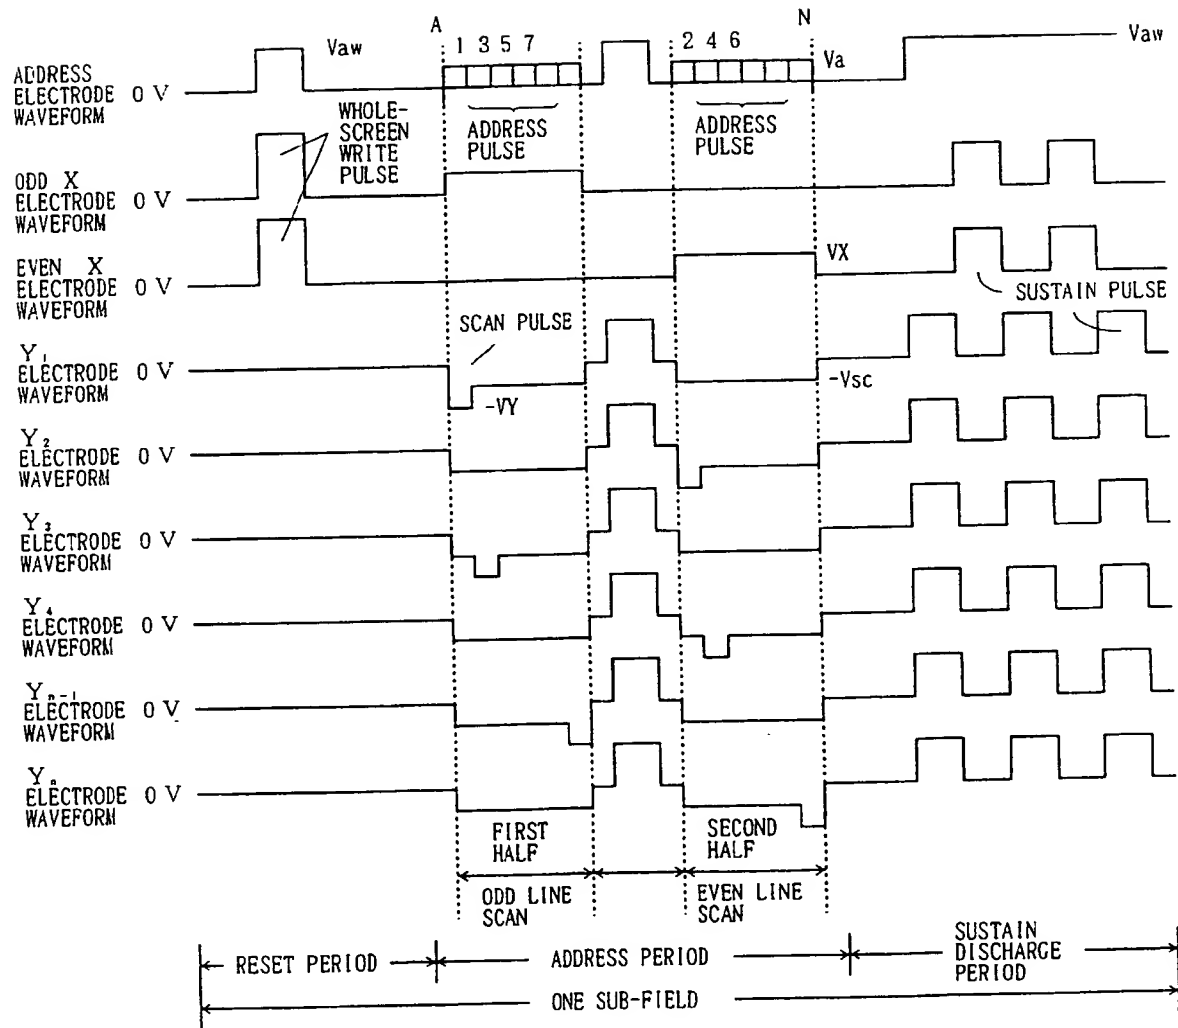 A
N
Vaw
1 3 5 7
2 4 6
Va
Vaw
ADDRESS
ELECTRODE 0 V
WAVEFORM
WHOLE-
SCREEN
WRITE
PULSE
ADDRESS
PULSE
ADDRESS
PULSE
ODD X
ELECTRODE 0 V
WAVEFORM
EVEN X
ELECTRODE 0 V
WAVEFORM
VX
SUSTAIN PULSE
SCAN PULSE
Y₁
ELECTRODE 0 V
WAVEFORM
-VY
-Vsc
Y₂
ELECTRODE 0 V
WAVEFORM
Y₃
ELECTRODE 0 V
WAVEFORM
Y₄
ELECTRODE 0 V
WAVEFORM
Yₙ₋₁
ELECTRODE 0 V
WAVEFORM
Yₙ
ELECTRODE 0 V
WAVEFORM
FIRST
HALF
SECOND
HALF
ODD LINE
SCAN
EVEN LINE
SCAN
RESET PERIOD
ADDRESS PERIOD
SUSTAIN
DISCHARGE
PERIOD
ONE SUB-FIELD